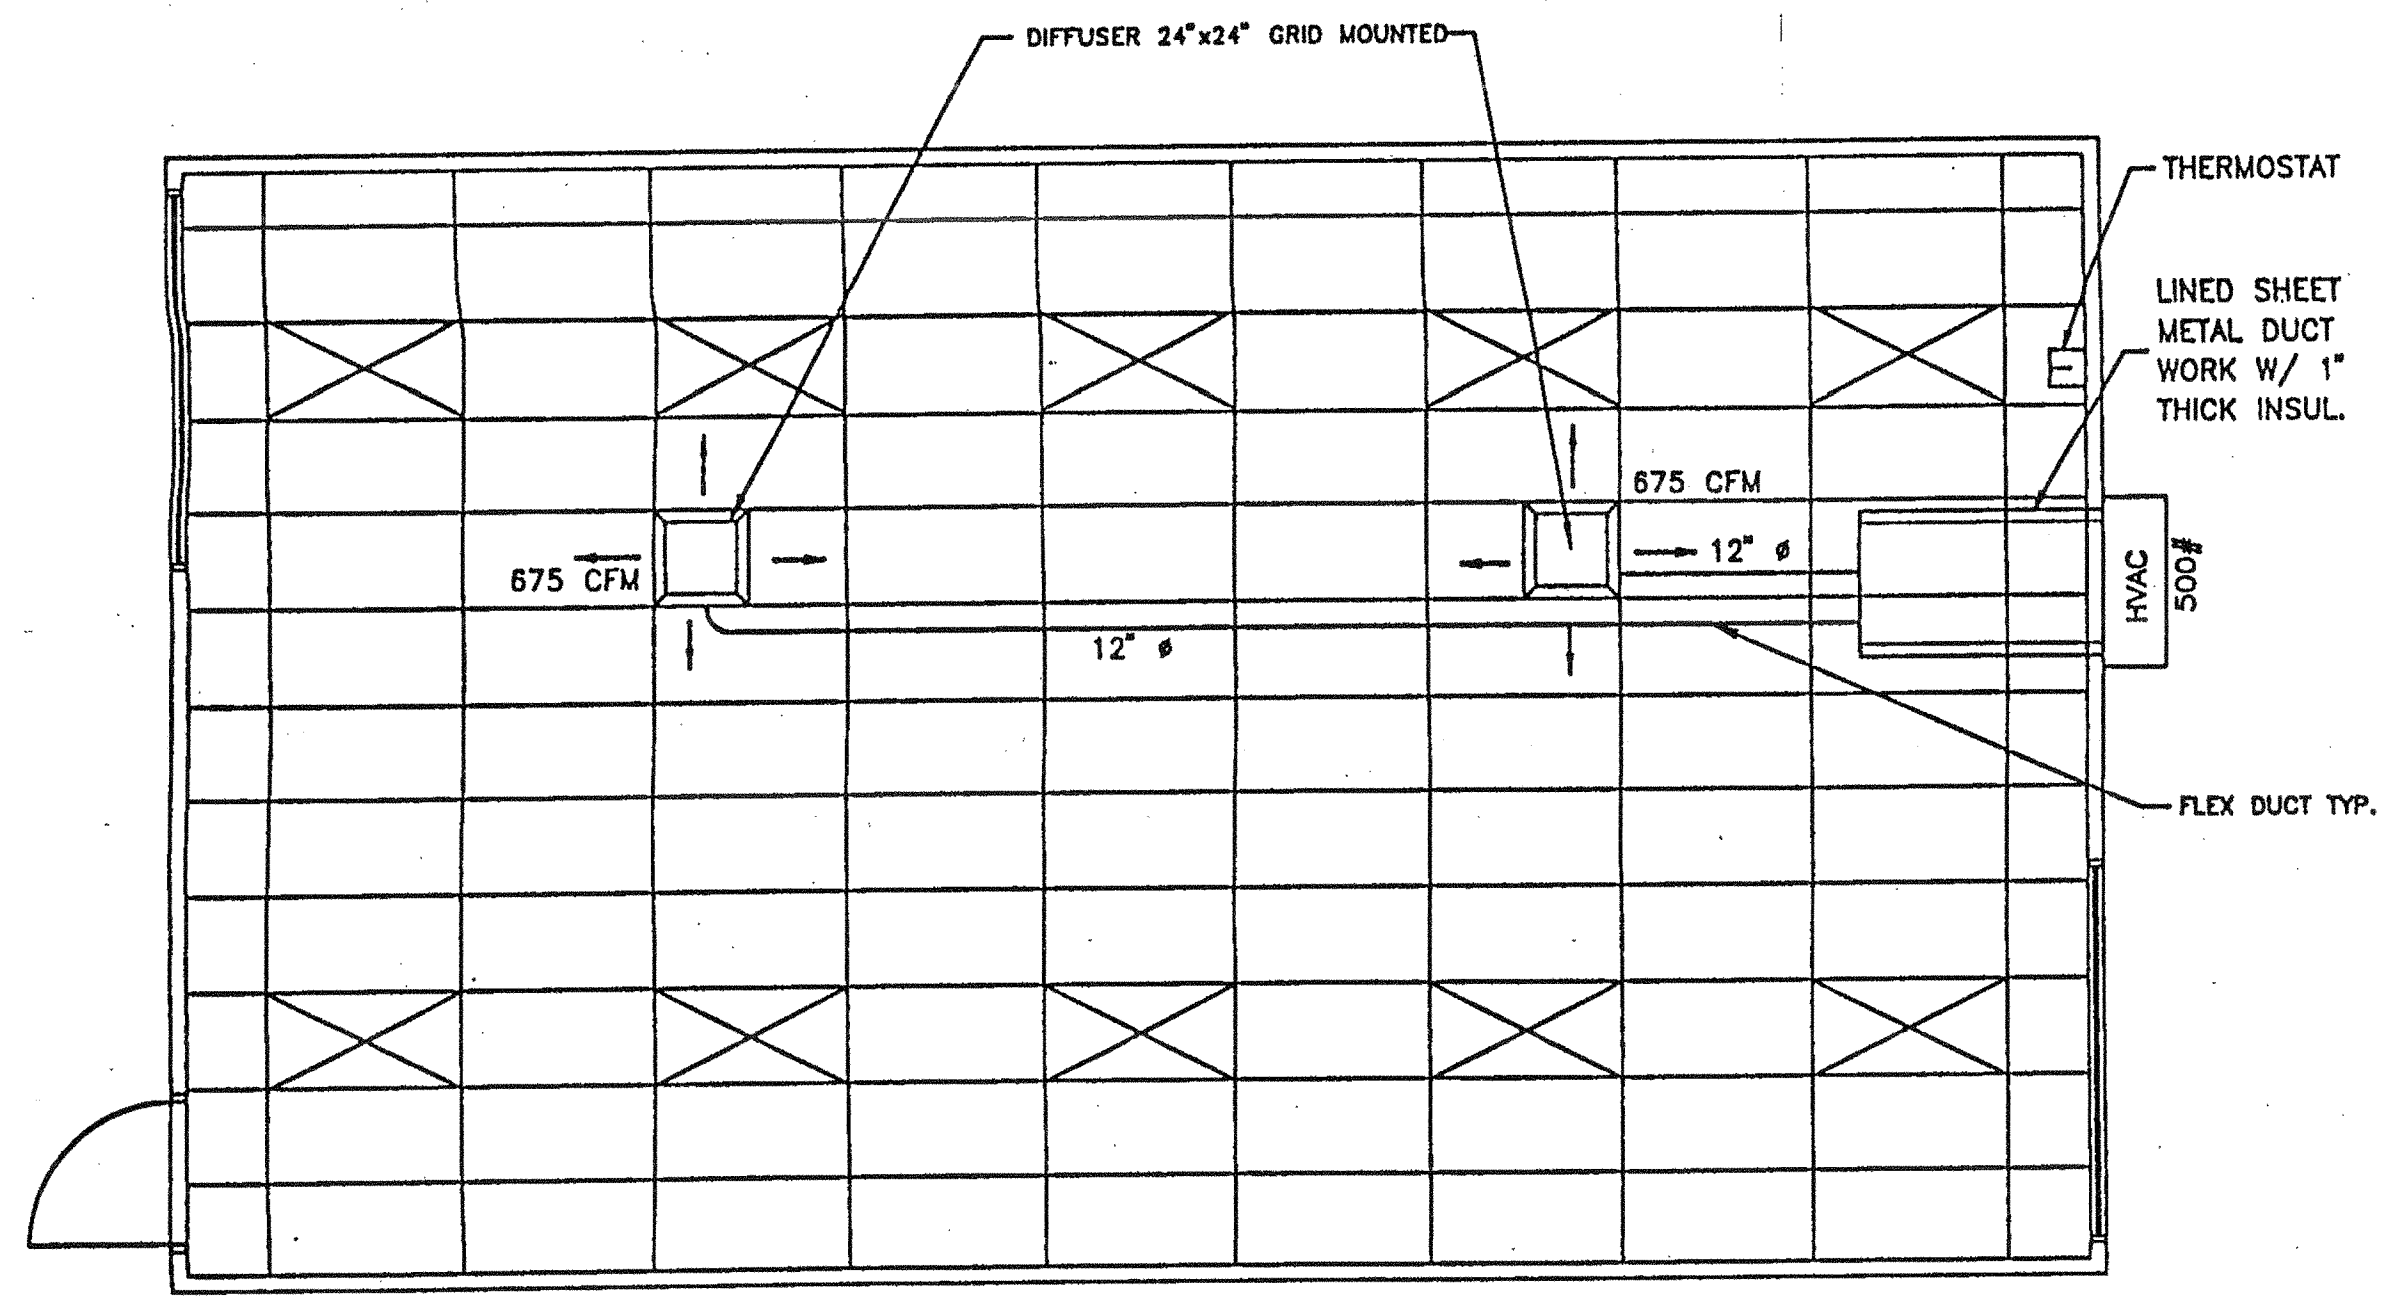 DIFFUSER 24"x24" GRID MOUNTED
THERMOSTAT
LINED SHEET
METAL DUCT
WORK W/ 1"
THICK INSUL.
675 CFM
12" ø
675 CFM
HVAC
500#
12" ø
FLEX DUCT TYP.